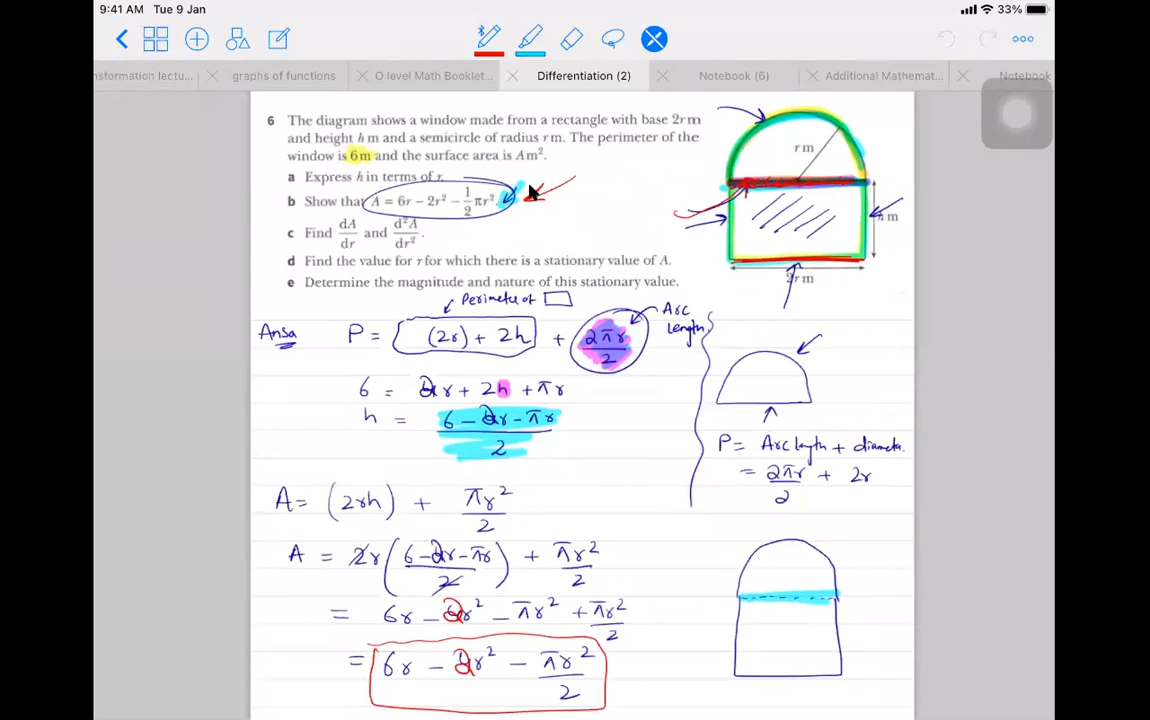 9:41 AM Tue 9 Jan
33%
nsformation lectu...
graphs of functions
O level Math Booklet...
Differentiation (2)
Notebook (6)
Additional Mathemat...
Notebook
6 The diagram shows a window made from a rectangle with base 2r m
and height h m and a semicircle of radius r m. The perimeter of the
window is 6 m and the surface area is A m².
a Express h in terms of r.
b Show that A = 6r − 2r² − 1/2 πr².
c Find dA/dr and d²A/dr².
d Find the value for r for which there is a stationary value of A.
e Determine the magnitude and nature of this stationary value.
r m
m
2r m
Perimeter of
Arc
length
Ansa P = (2r) + 2h + 2πr/2
6 = 2r + 2h + πr
h = 6 − 2r − πr / 2
P = Arc length + diameter.
= 2πr/2 + 2r
A = (2rh) + πr²/2
A = 2r (6 − 2r − πr / 2) + πr²/2
= 6r − 2r² − πr² + πr²/2
= 6r − 2r² − πr²/2